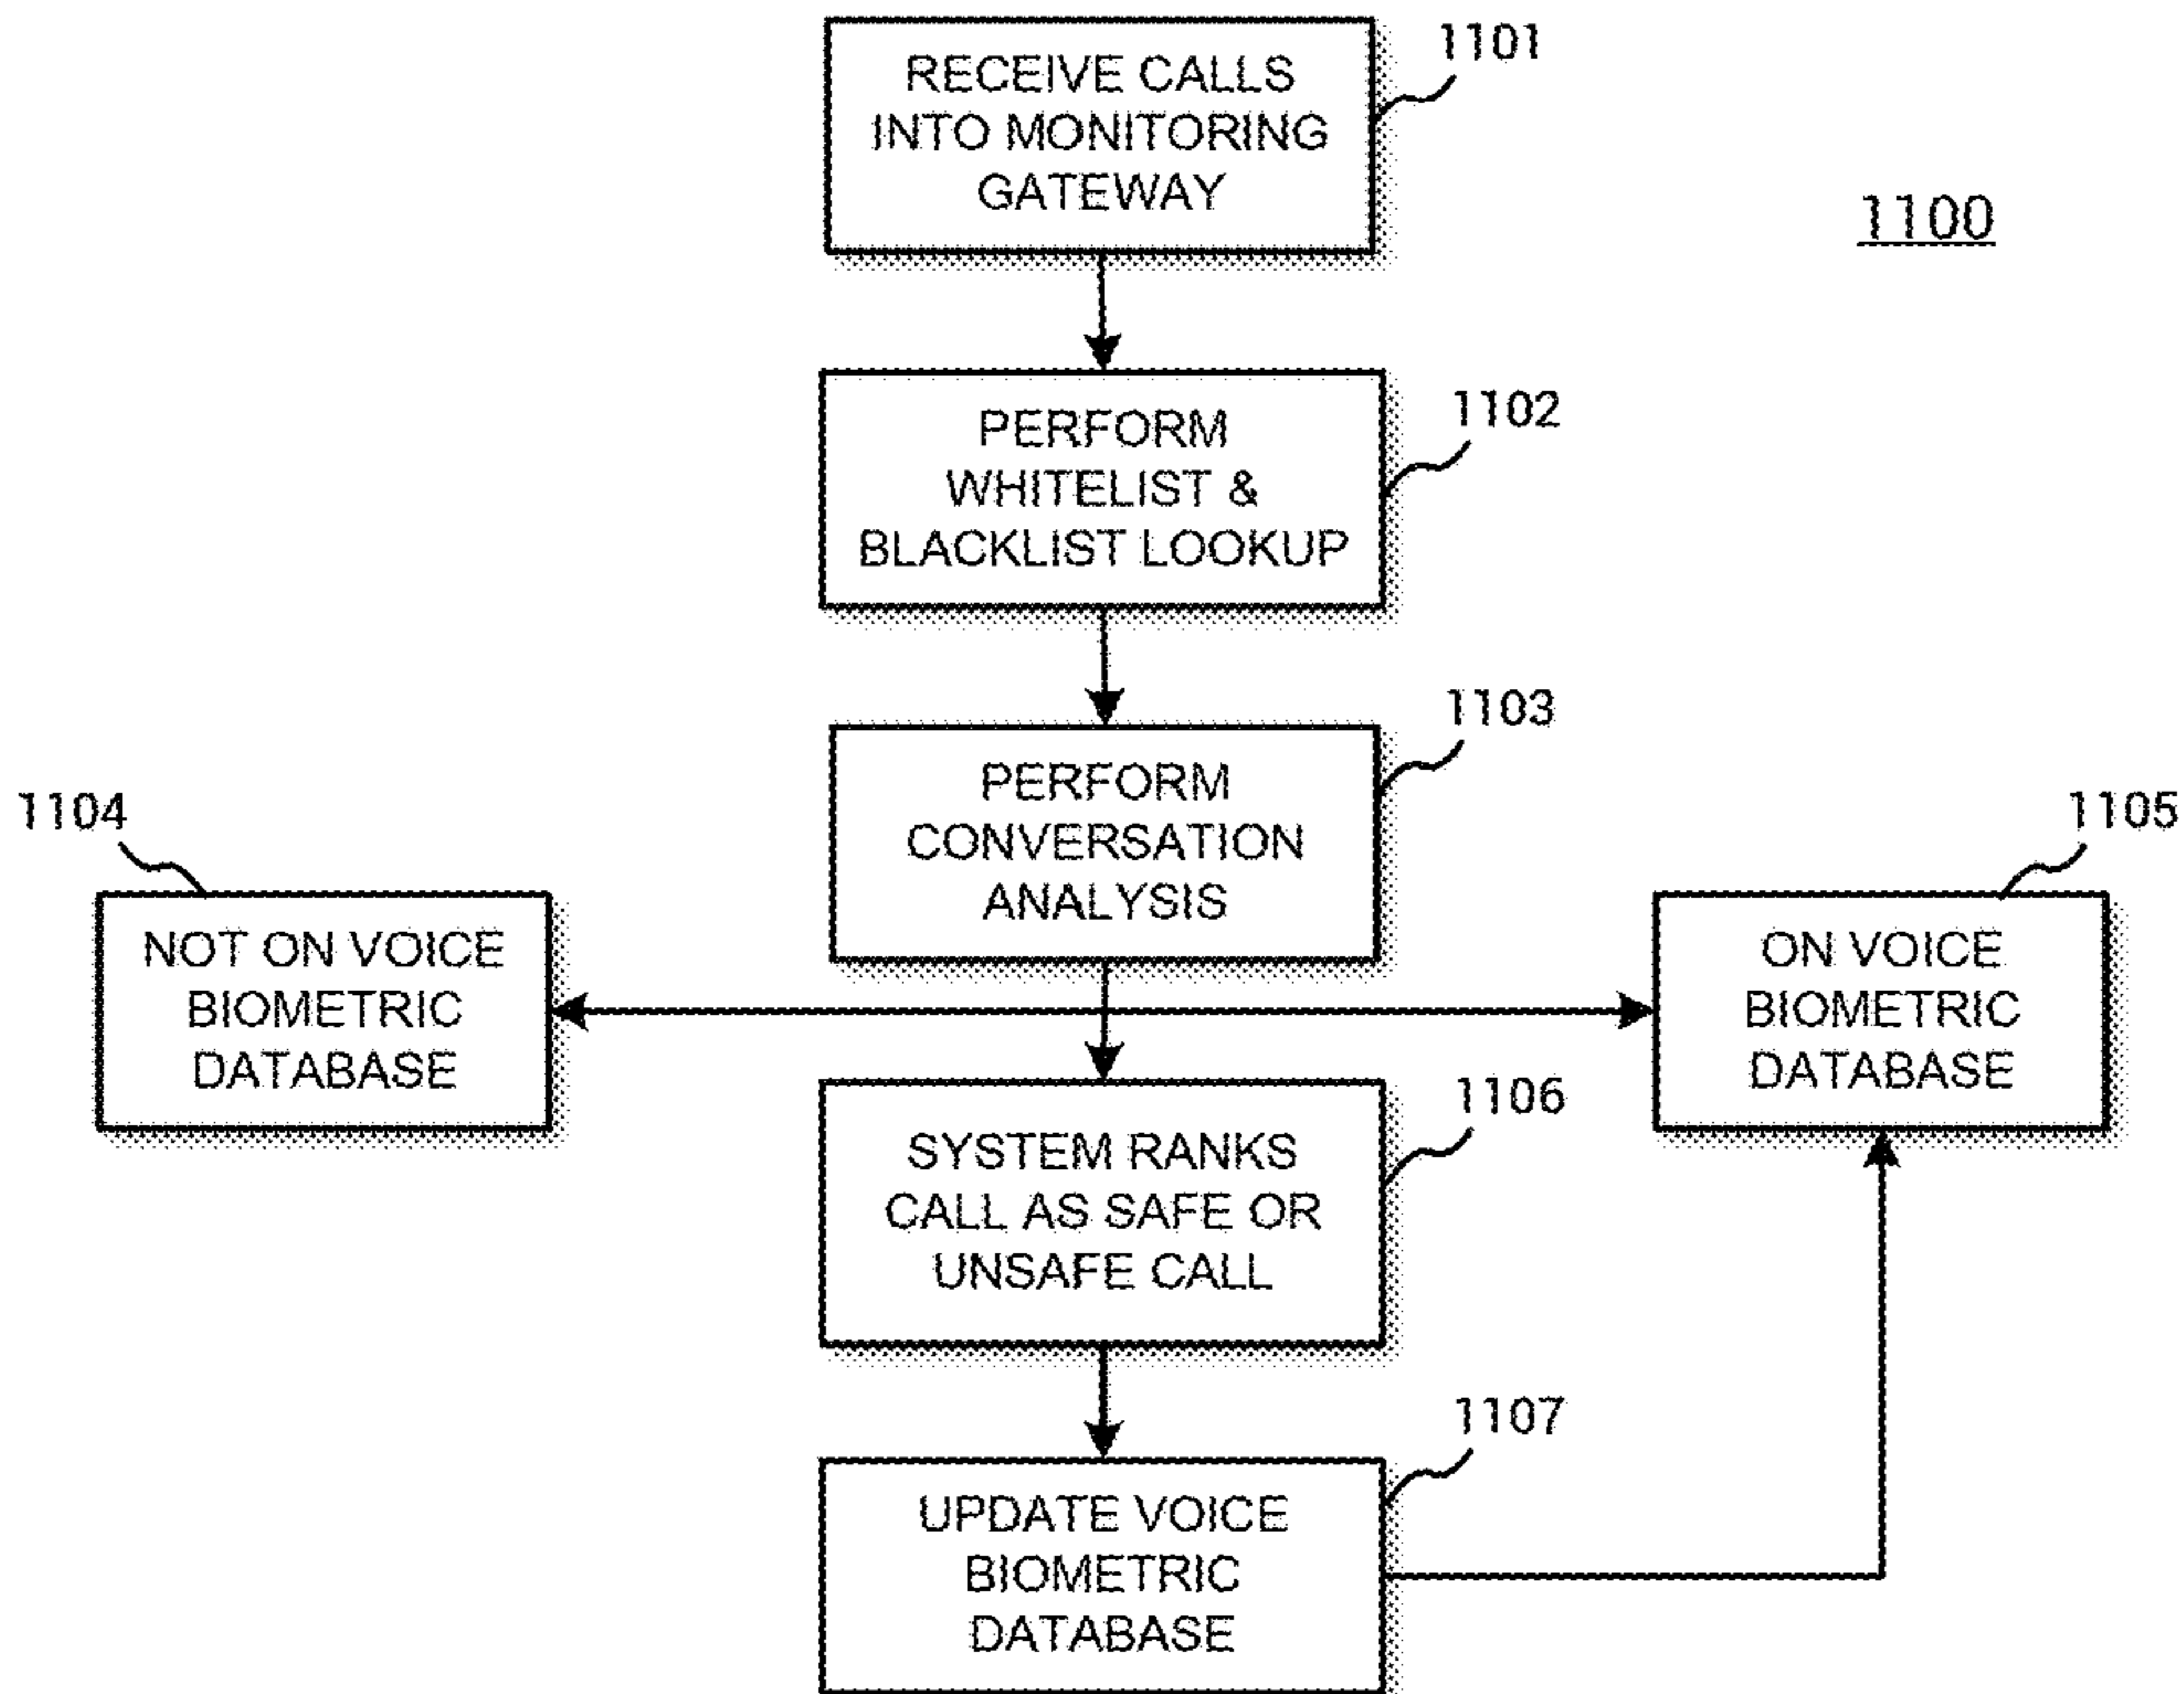 1101
RECEIVE CALLS
INTO MONITORING
GATEWAY
1100
1102
PERFORM
WHITELIST &
BLACKLIST LOOKUP
1103
PERFORM
CONVERSATION
ANALYSIS
1104
NOT ON VOICE
BIOMETRIC
DATABASE
1105
ON VOICE
BIOMETRIC
DATABASE
1106
SYSTEM RANKS
CALL AS SAFE OR
UNSAFE CALL
1107
UPDATE VOICE
BIOMETRIC
DATABASE